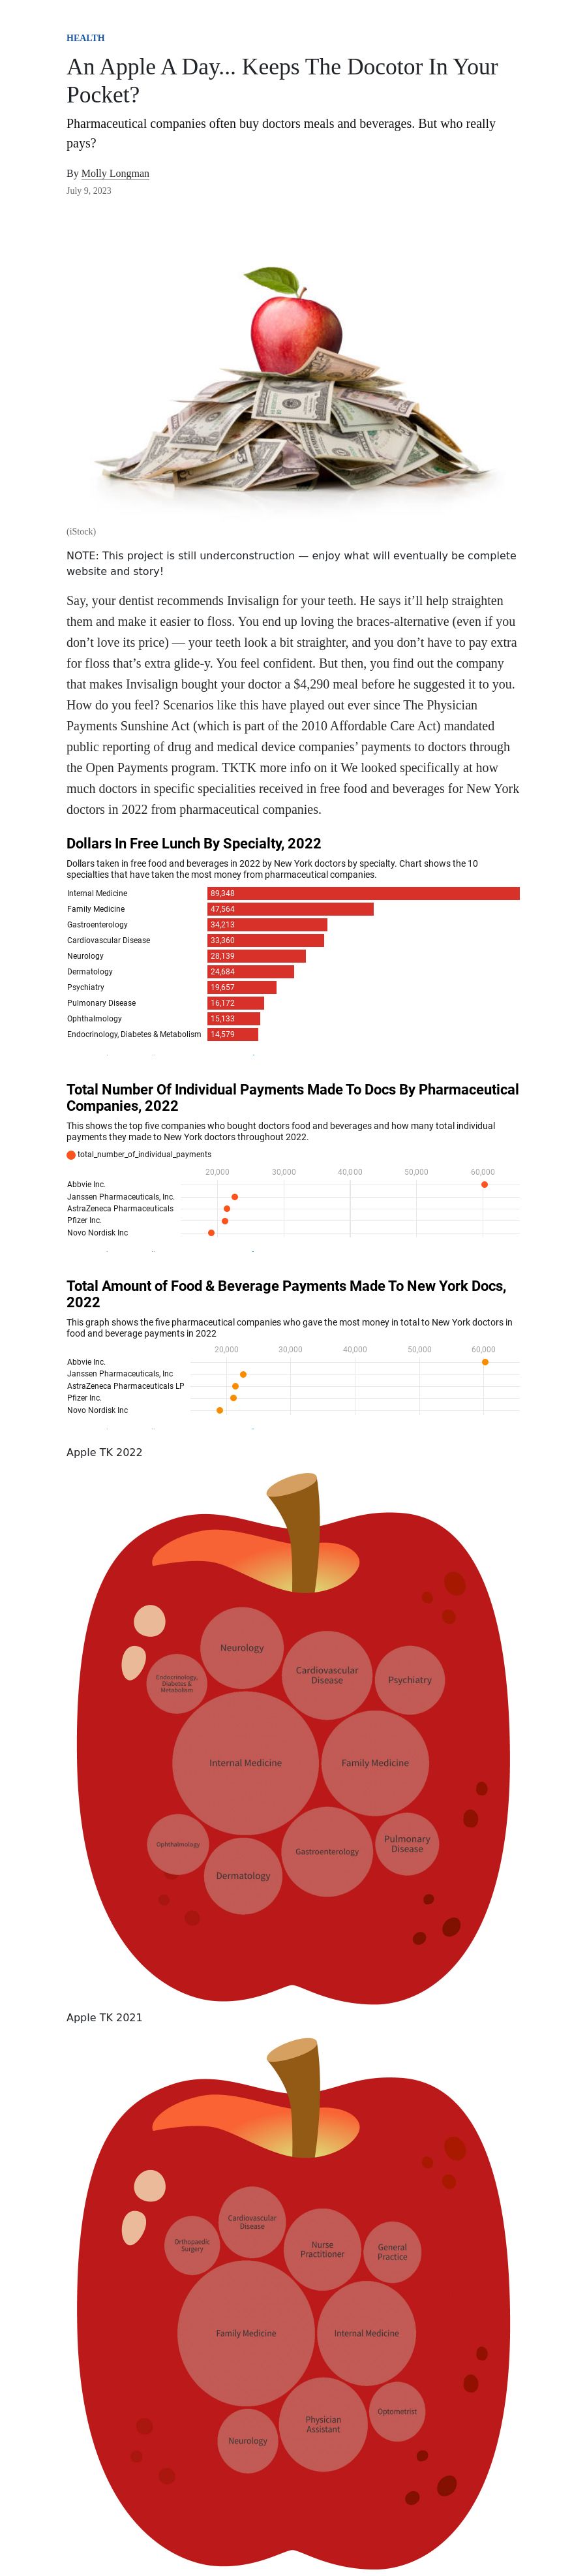 HEALTH
An Apple A Day... Keeps The Docotor In Your
Pocket?
Pharmaceutical companies often buy doctors meals and beverages. But who really
pays?
By Molly Longman
July 9, 2023
(iStock)
NOTE: This project is still underconstruction — enjoy what will eventually be complete
website and story!
Say, your dentist recommends Invisalign for your teeth. He says it’ll help straighten
them and make it easier to floss. You end up loving the braces-alternative (even if you
don’t love its price) — your teeth look a bit straighter, and you don’t have to pay extra
for floss that’s extra glide-y. You feel confident. But then, you find out the company
that makes Invisalign bought your doctor a $4,290 meal before he suggested it to you.
How do you feel? Scenarios like this have played out ever since The Physician
Payments Sunshine Act (which is part of the 2010 Affordable Care Act) mandated
public reporting of drug and medical device companies’ payments to doctors through
the Open Payments program. TKTK more info on it We looked specifically at how
much doctors in specific specialities received in free food and beverages for New York
doctors in 2022 from pharmaceutical companies.
Dollars In Free Lunch By Specialty, 2022
Dollars taken in free food and beverages in 2022 by New York doctors by specialty. Chart shows the 10
specialties that have taken the most money from pharmaceutical companies.
Internal Medicine 89,348
Family Medicine 47,564
Gastroenterology 34,213
Cardiovascular Disease 33,360
Neurology 28,139
Dermatology 24,684
Psychiatry 19,657
Pulmonary Disease 16,172
Ophthalmology 15,133
Endocrinology, Diabetes & Metabolism 14,579
Total Number Of Individual Payments Made To Docs By Pharmaceutical
Companies, 2022
This shows the top five companies who bought doctors food and beverages and how many total individual
payments they made to New York doctors throughout 2022.
total_number_of_individual_payments
20,000 30,000 40,000 50,000 60,000
Abbvie Inc.
Janssen Pharmaceuticals, Inc.
AstraZeneca Pharmaceuticals
Pfizer Inc.
Novo Nordisk Inc
Total Amount of Food & Beverage Payments Made To New York Docs,
2022
This graph shows the five pharmaceutical companies who gave the most money in total to New York doctors in
food and beverage payments in 2022
20,000 30,000 40,000 50,000 60,000
Abbvie Inc.
Janssen Pharmaceuticals, Inc
AstraZeneca Pharmaceuticals LP
Pfizer Inc.
Novo Nordisk Inc
Apple TK 2022
Neurology
Cardiovascular
Disease
Psychiatry
Endocrinology,
Diabetes &
Metabolism
Internal Medicine
Family Medicine
Ophthalmology
Dermatology
Gastroenterology
Pulmonary
Disease
Apple TK 2021
Cardiovascular
Disease
Orthopaedic
Surgery
Nurse
Practitioner
General
Practice
Family Medicine
Internal Medicine
Physician
Assistant
Optometrist
Neurology